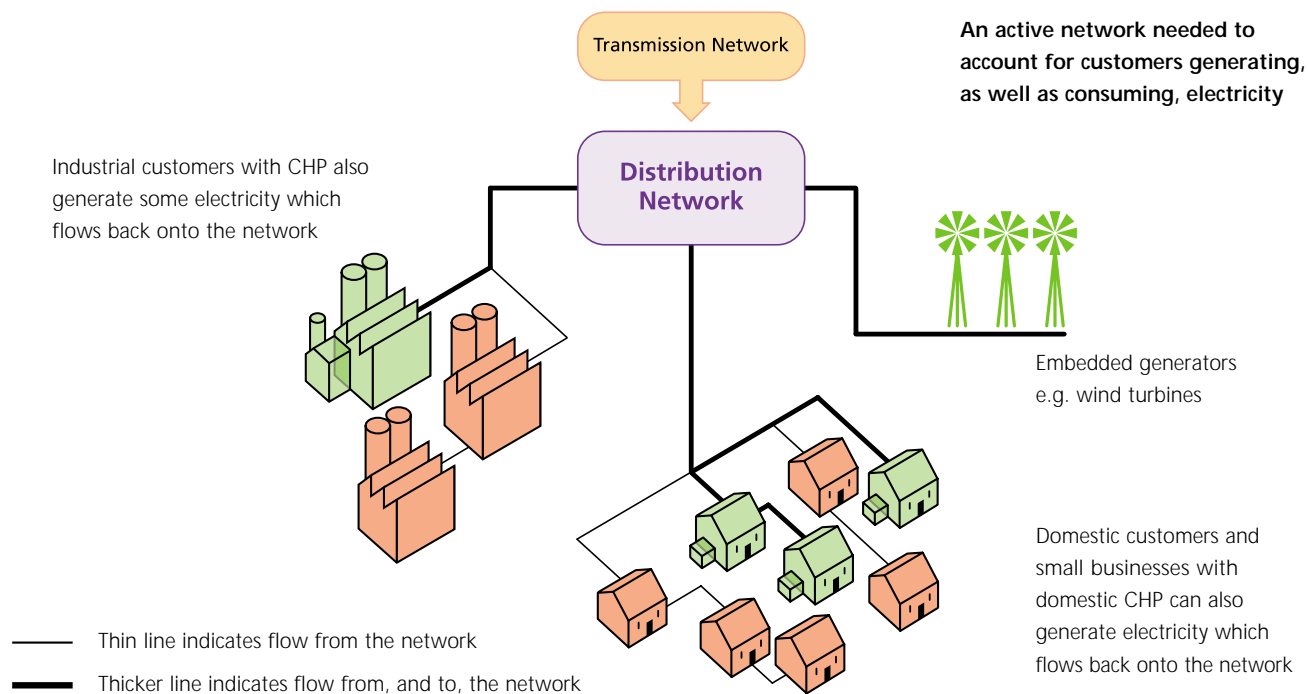 Transmission Network
An active network needed to
account for customers generating,
as well as consuming, electricity
Distribution
Network
Industrial customers with CHP also
generate some electricity which
flows back onto the network
Embedded generators
e.g. wind turbines
Domestic customers and
small businesses with
domestic CHP can also
generate electricity which
flows back onto the network
Thin line indicates flow from the network
Thicker line indicates flow from, and to, the network